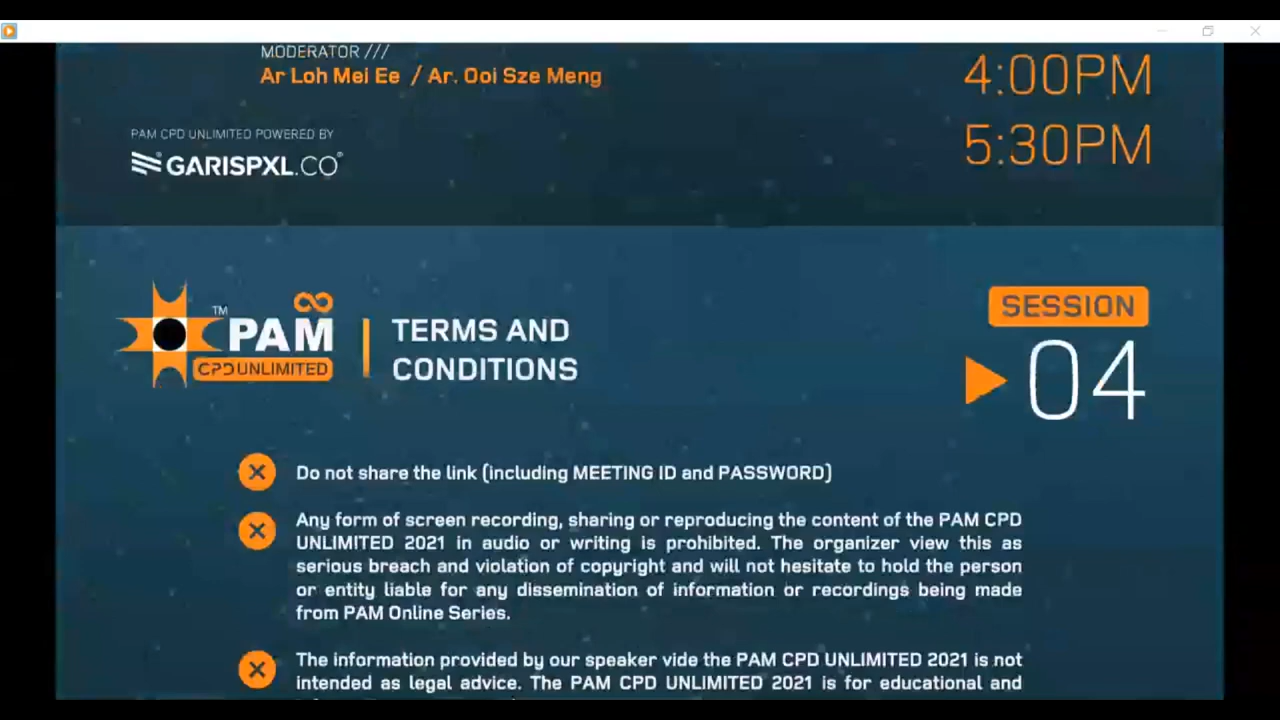 MODERATOR ///
Ar Loh Mei Ee / Ar. Ooi Sze Meng
4:00PM
5:30PM
PAM CPD UNLIMITED POWERED BY
GARISPXL.CO®
™
PAM
CPD UNLIMITED
TERMS AND
CONDITIONS
SESSION
04
Do not share the link (including MEETING ID and PASSWORD)
Any form of screen recording, sharing or reproducing the content of the PAM CPD
UNLIMITED 2021 in audio or writing is prohibited. The organizer view this as
serious breach and violation of copyright and will not hesitate to hold the person
or entity liable for any dissemination of information or recordings being made
from PAM Online Series.
The information provided by our speaker vide the PAM CPD UNLIMITED 2021 is not
intended as legal advice. The PAM CPD UNLIMITED 2021 is for educational and